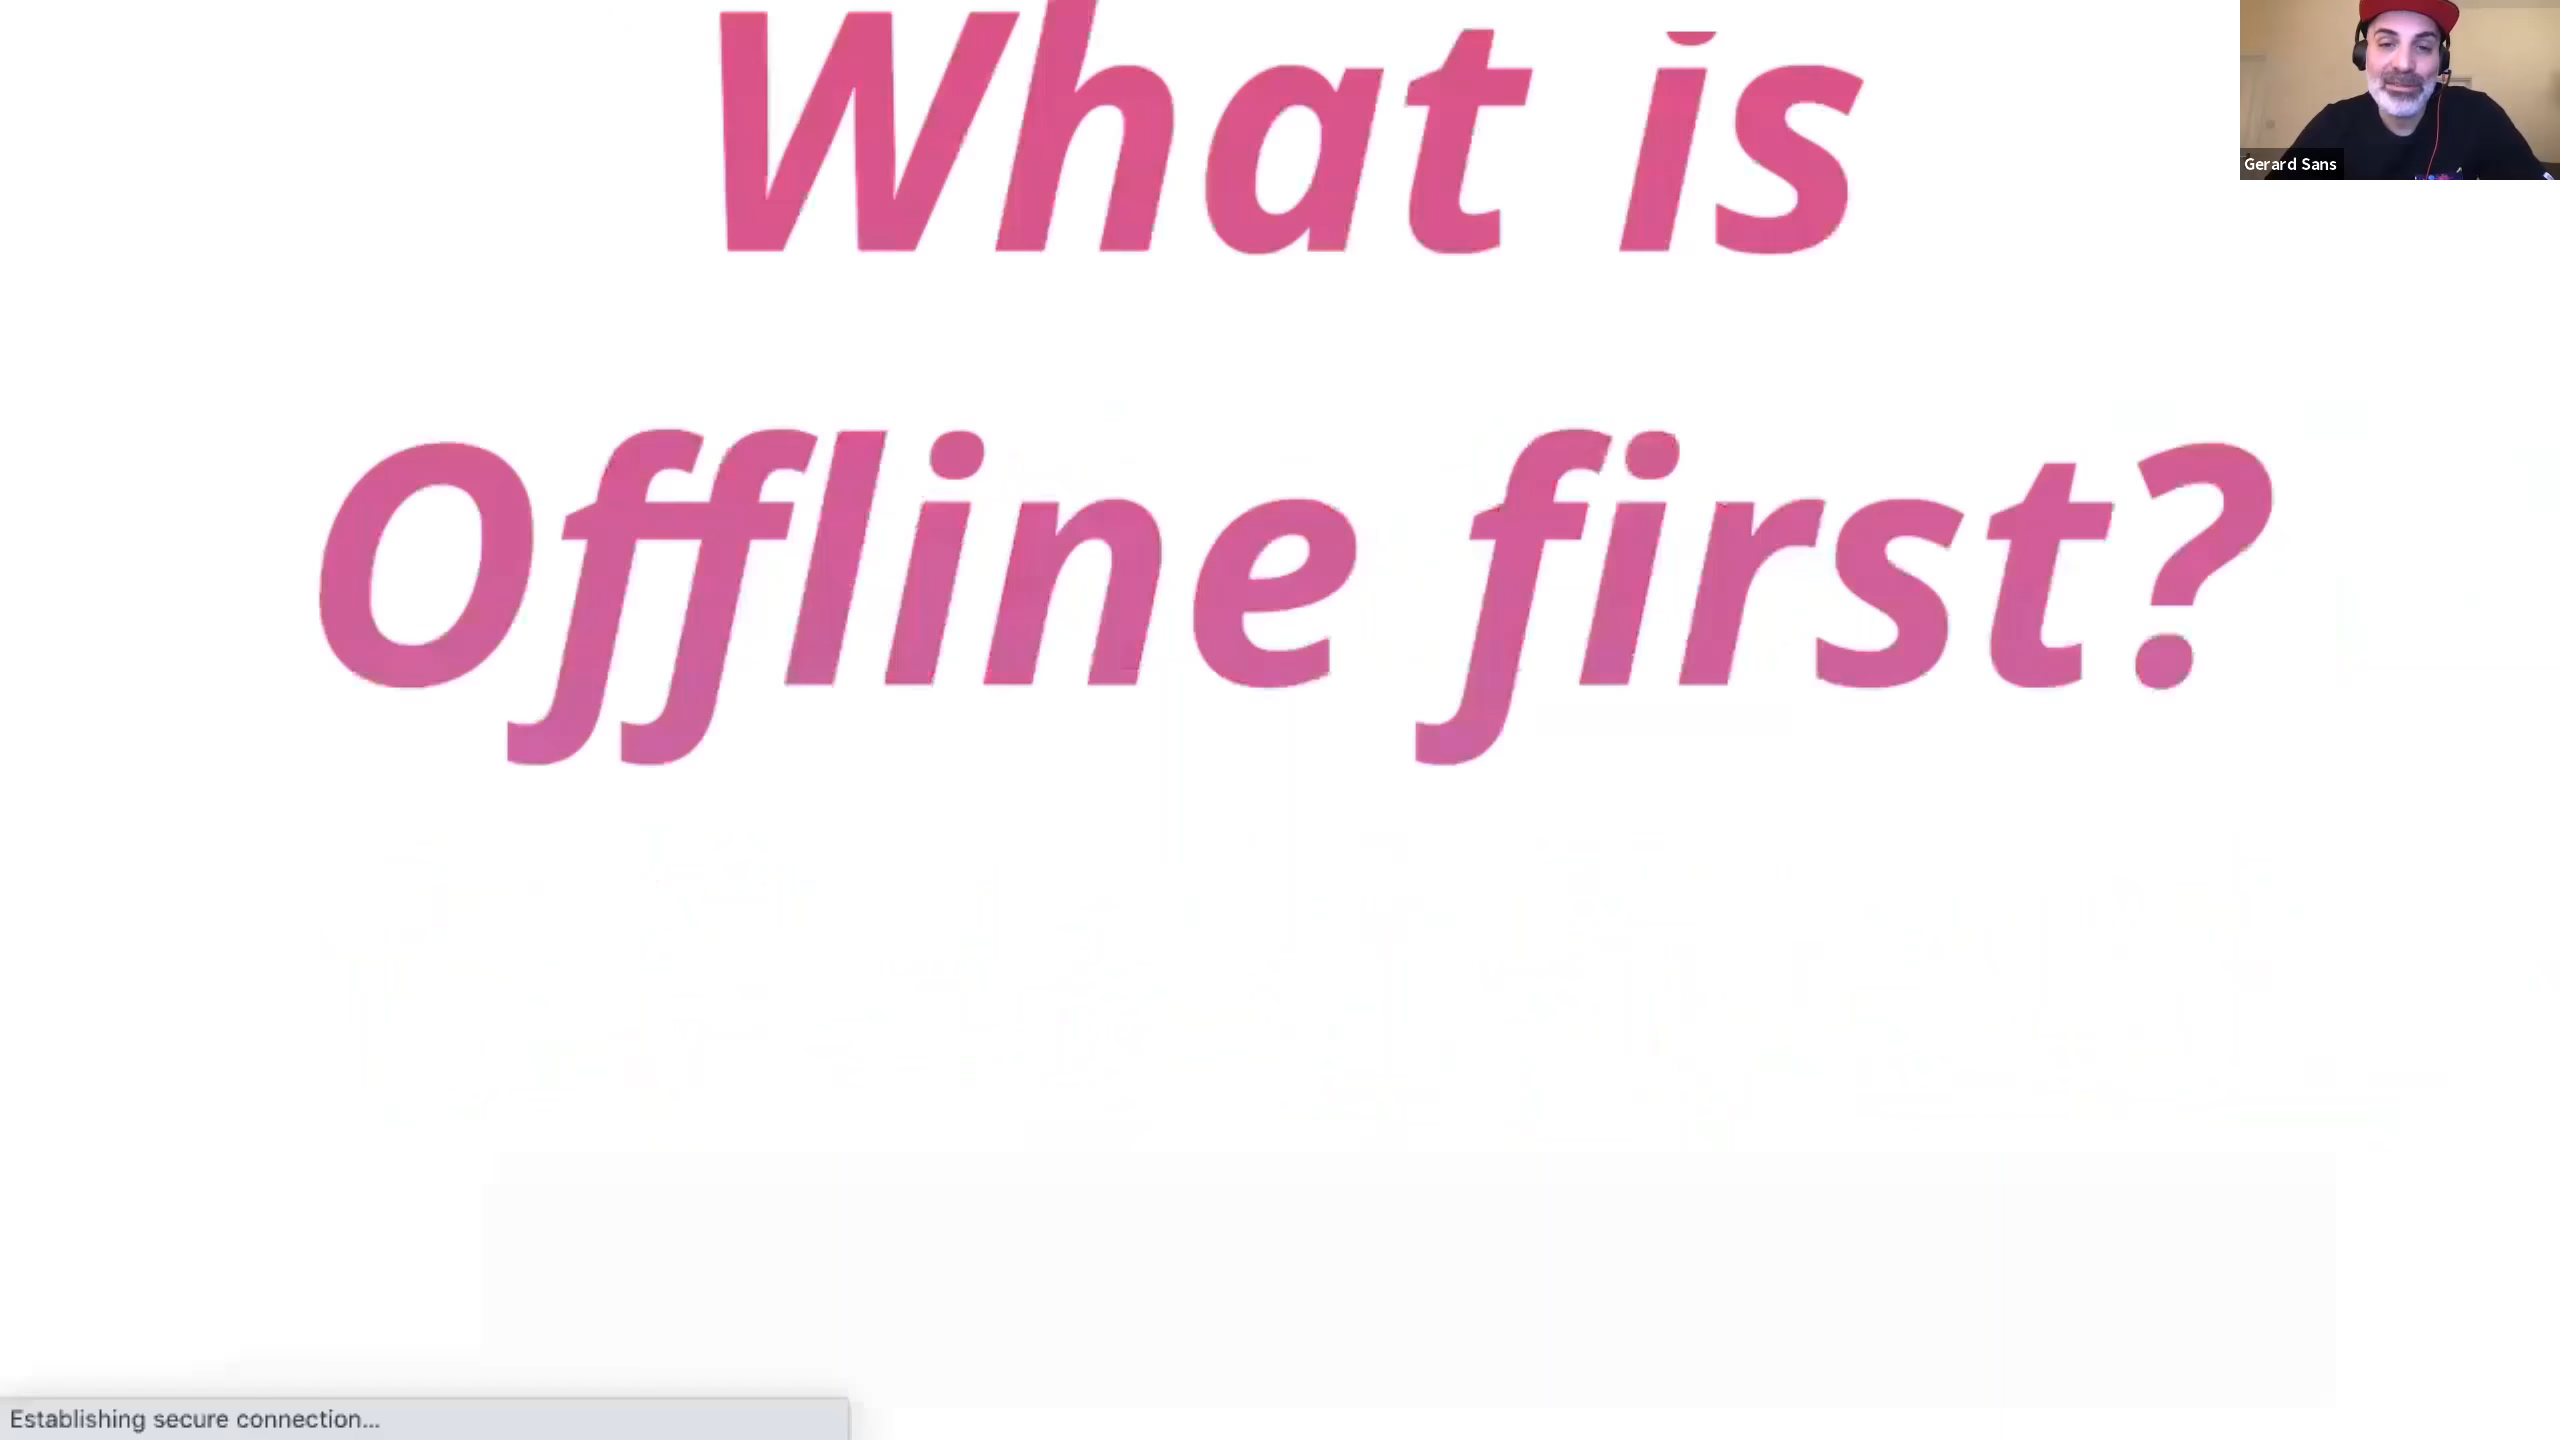 What is
Offline first?
Gerard Sans
Establishing secure connection...